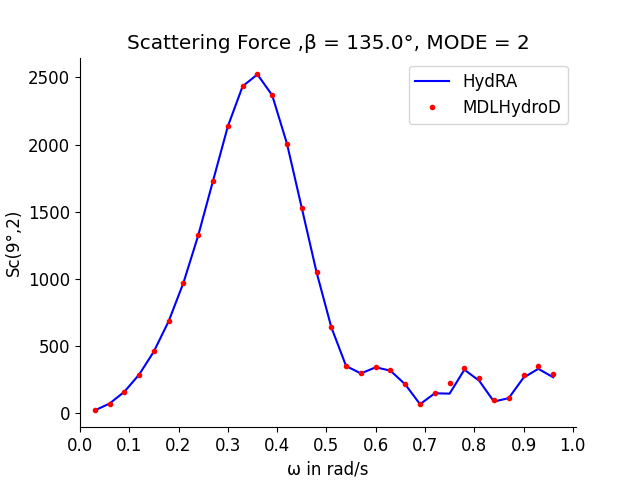 Scattering Force ,β = 135.0°, MODE = 2
HydRA
MDLHydroD
Sc(9°,2)
2500
2000
1500
1000
500
0
0.0 0.1 0.2 0.3 0.4 0.5 0.6 0.7 0.8 0.9 1.0
ω in rad/s